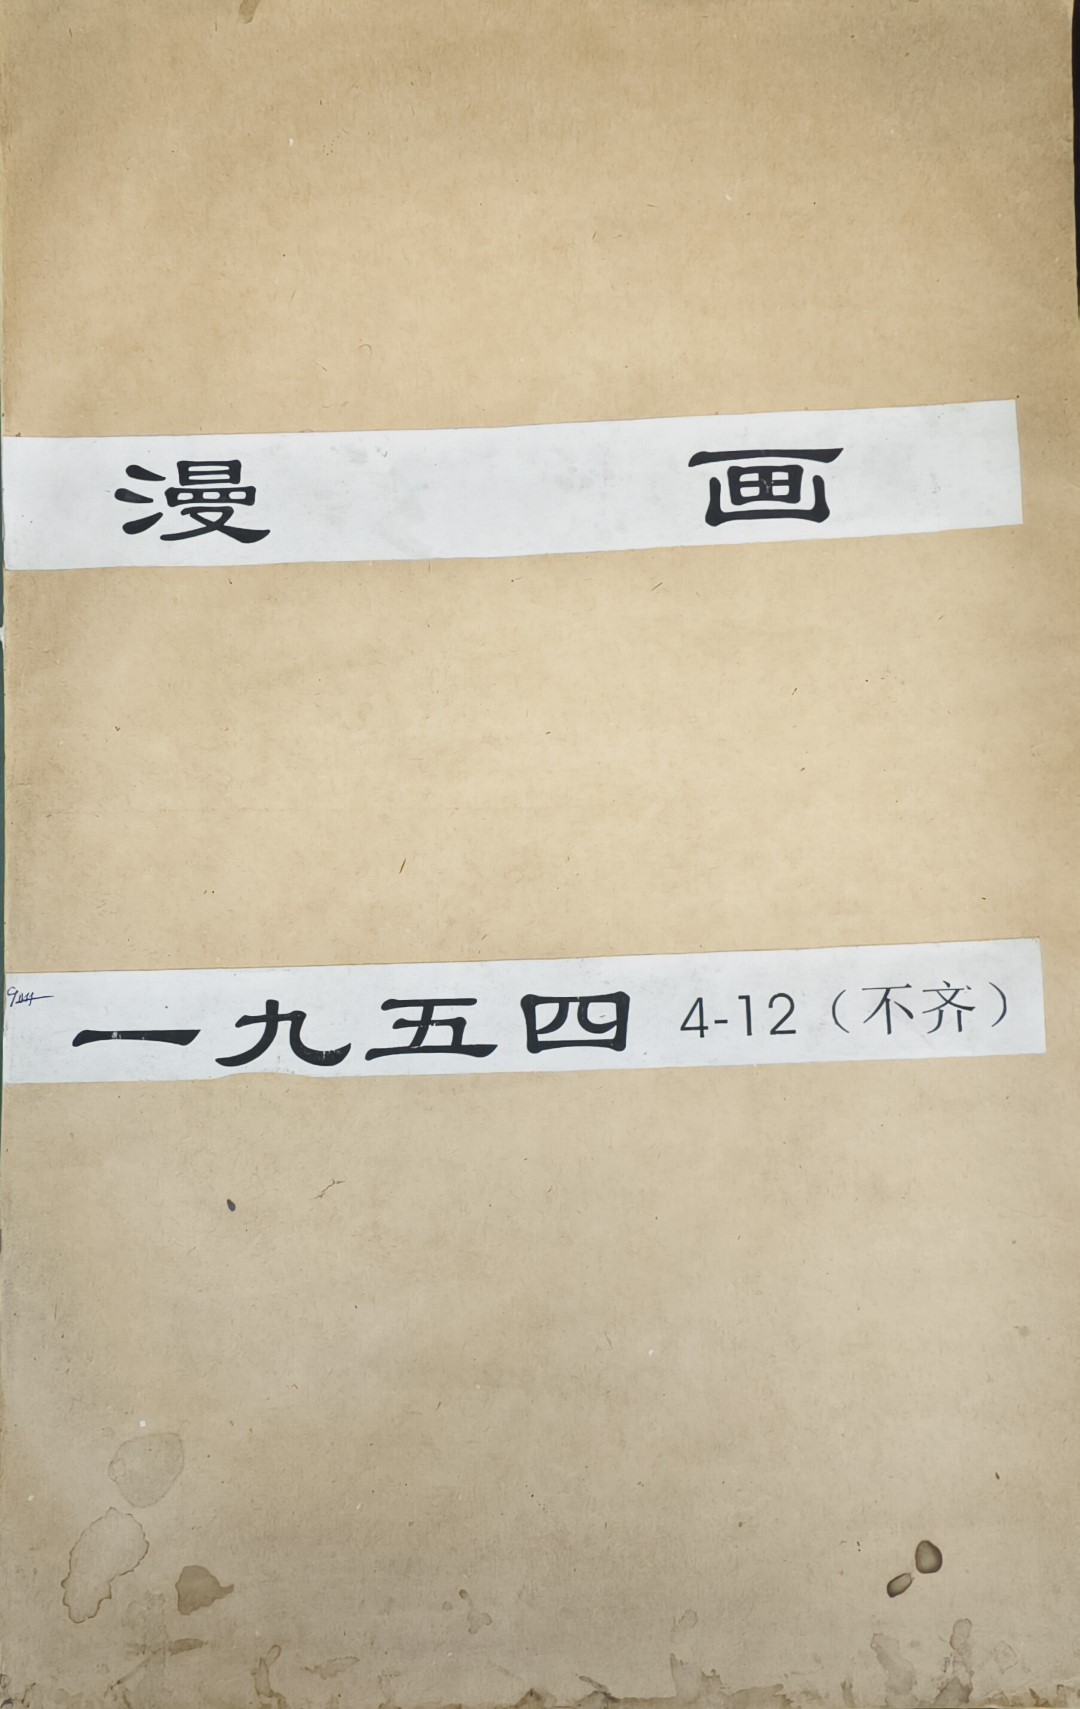 漫 画
一九五四 4-12（不齐）